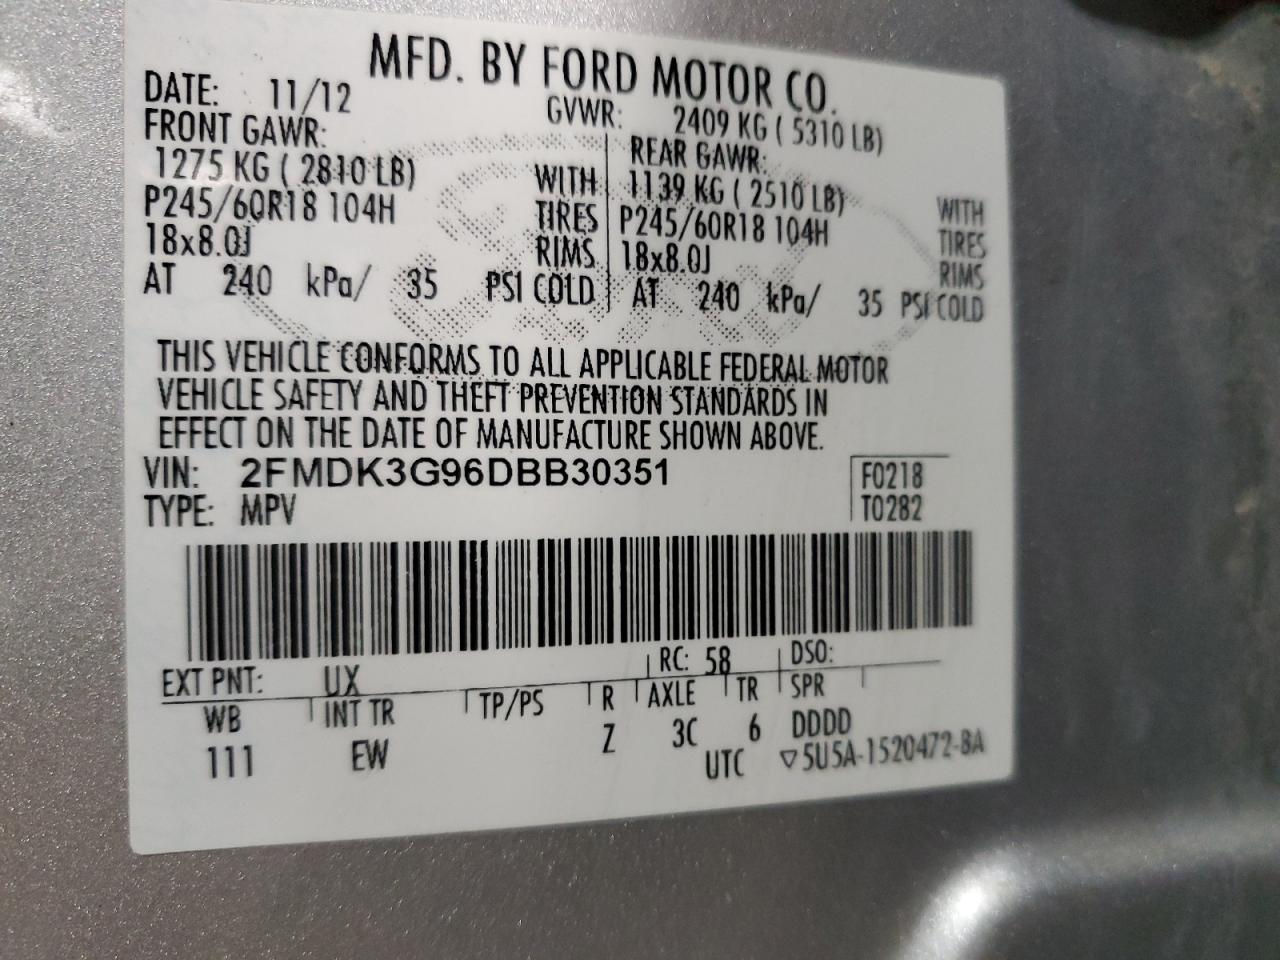 MFD. BY FORD MOTOR CO.
DATE: 11/12 GVWR: 2409 KG ( 5310 LB)
FRONT GAWR: REAR GAWR:
1275 KG ( 2810 LB) WITH 1139 KG ( 2510 LB) WITH
P245/60R18 104H TIRES P245/60R18 104H TIRES
18x8.0J RIMS 18x8.0J RIMS
AT 240 kPa/ 35 PSI COLD AT 240 kPa/ 35 PSI COLD
THIS VEHICLE CONFORMS TO ALL APPLICABLE FEDERAL MOTOR
VEHICLE SAFETY AND THEFT PREVENTION STANDARDS IN
EFFECT ON THE DATE OF MANUFACTURE SHOWN ABOVE.
VIN: 2FMDK3G96DBB30351 F0218
TYPE: MPV T0282
EXT PNT: UX RC: 58 DSO:
WB INT TR TP/PS R AXLE TR SPR
111 EW Z 3C 6 DDDD
UTC ▽5U5A-1520472-BA